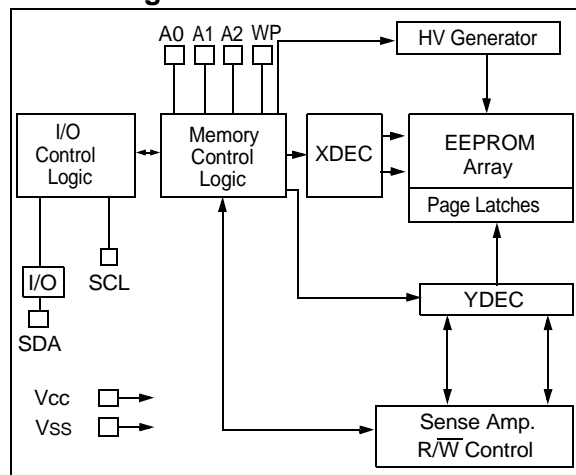 A0 A1 A2 WP
HV Generator
I/O
Control
Logic
Memory
Control
Logic
XDEC
EEPROM
Array
Page Latches
I/O
SCL
SDA
YDEC
Vcc
Vss
Sense Amp.
R/W̅ Control